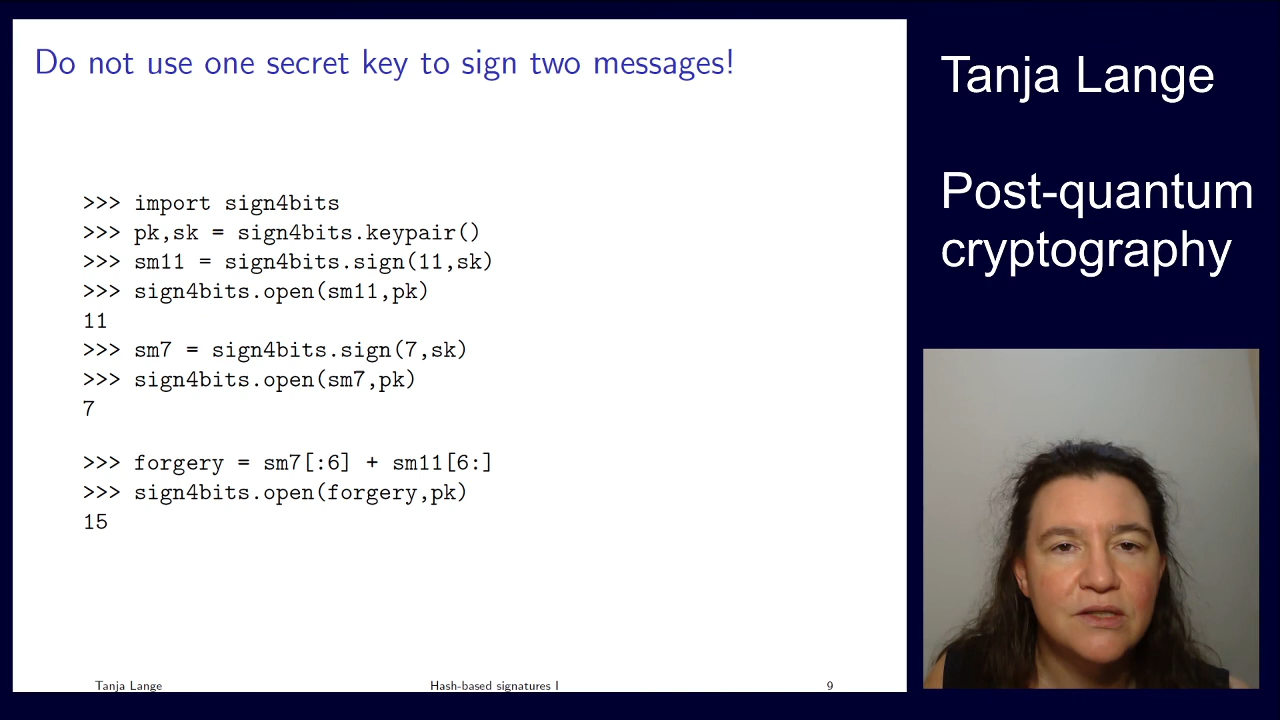 Do not use one secret key to sign two messages!
>>> import sign4bits
>>> pk,sk = sign4bits.keypair()
>>> sm11 = sign4bits.sign(11,sk)
>>> sign4bits.open(sm11,pk)
11
>>> sm7 = sign4bits.sign(7,sk)
>>> sign4bits.open(sm7,pk)
7
>>> forgery = sm7[:6] + sm11[6:]
>>> sign4bits.open(forgery,pk)
15
Tanja Lange
Hash-based signatures I
9
Tanja Lange
Post-quantum
cryptography